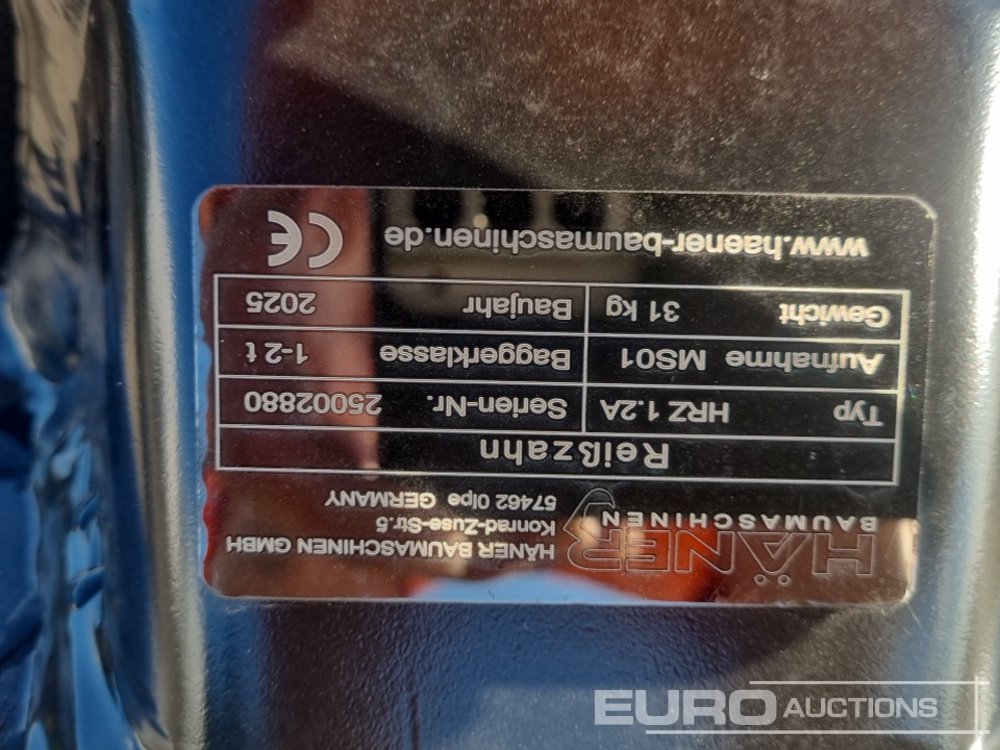 HÄNER
BAUMASCHINEN
HÄNER BAUMASCHINEN GMBH
Konrad-Zuse-Str.5
57462 Olpe GERMANY
Reißzahn
Typ HRZ 1.2A Serien-Nr. 25002880
Aufnahme MS01 Baggerklasse 1-2 t
Gewicht 31 kg Baujahr 2025
www.haener-baumaschinen.de CE
EURO AUCTIONS